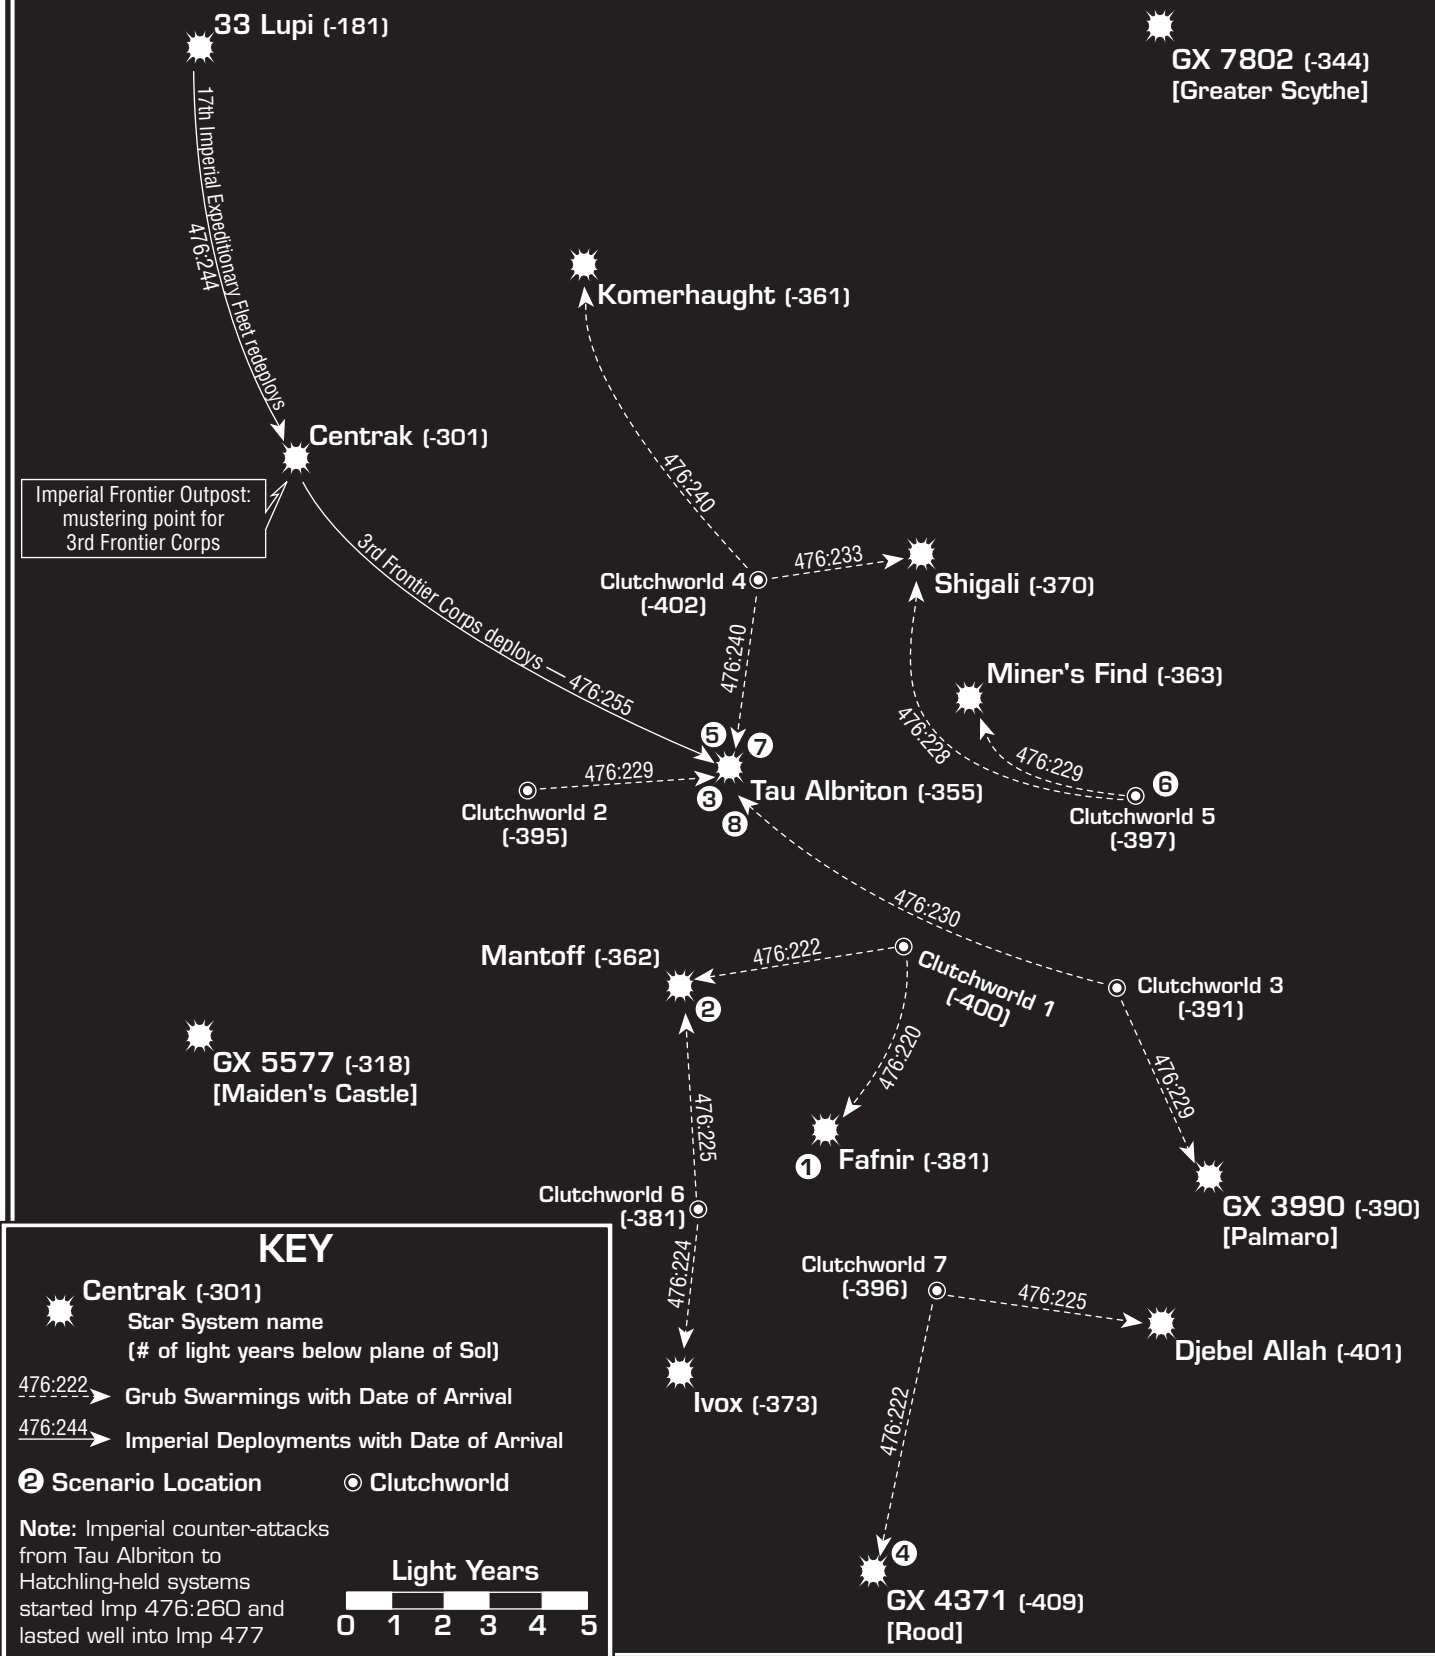 33 Lupi (-181)
GX 7802 (-344)
[Greater Scythe]
17th Imperial Expeditionary Fleet redeploys
476:244
Komerhaught (-361)
Centrak (-301)
Imperial Frontier Outpost:
mustering point for
3rd Frontier Corps
476:240
3rd Frontier Corps deploys — 476:255
Clutchworld 4
(-402)
476:233
Shigali (-370)
476:240
Miner's Find (-363)
476:228
476:229
5
7
3
8
Tau Albriton (-355)
476:229
Clutchworld 2
(-395)
6
Clutchworld 5
(-397)
476:230
Mantoff (-362)
2
476:222
Clutchworld 1
(-400)
Clutchworld 3
(-391)
GX 5577 (-318)
[Maiden's Castle]
476:220
476:229
476:225
1
Fafnir (-381)
Clutchworld 6
(-381)
GX 3990 (-390)
[Palmaro]
476:224
Clutchworld 7
(-396)
476:225
Djebel Allah (-401)
Ivox (-373)
476:222
4
GX 4371 (-409)
[Rood]
KEY
Centrak (-301)
Star System name
(# of light years below plane of Sol)
476:222
Grub Swarmings with Date of Arrival
476:244
Imperial Deployments with Date of Arrival
2 Scenario Location
Clutchworld
Note: Imperial counter-attacks
from Tau Albriton to
Hatchling-held systems
started Imp 476:260 and
lasted well into Imp 477
Light Years
0 1 2 3 4 5